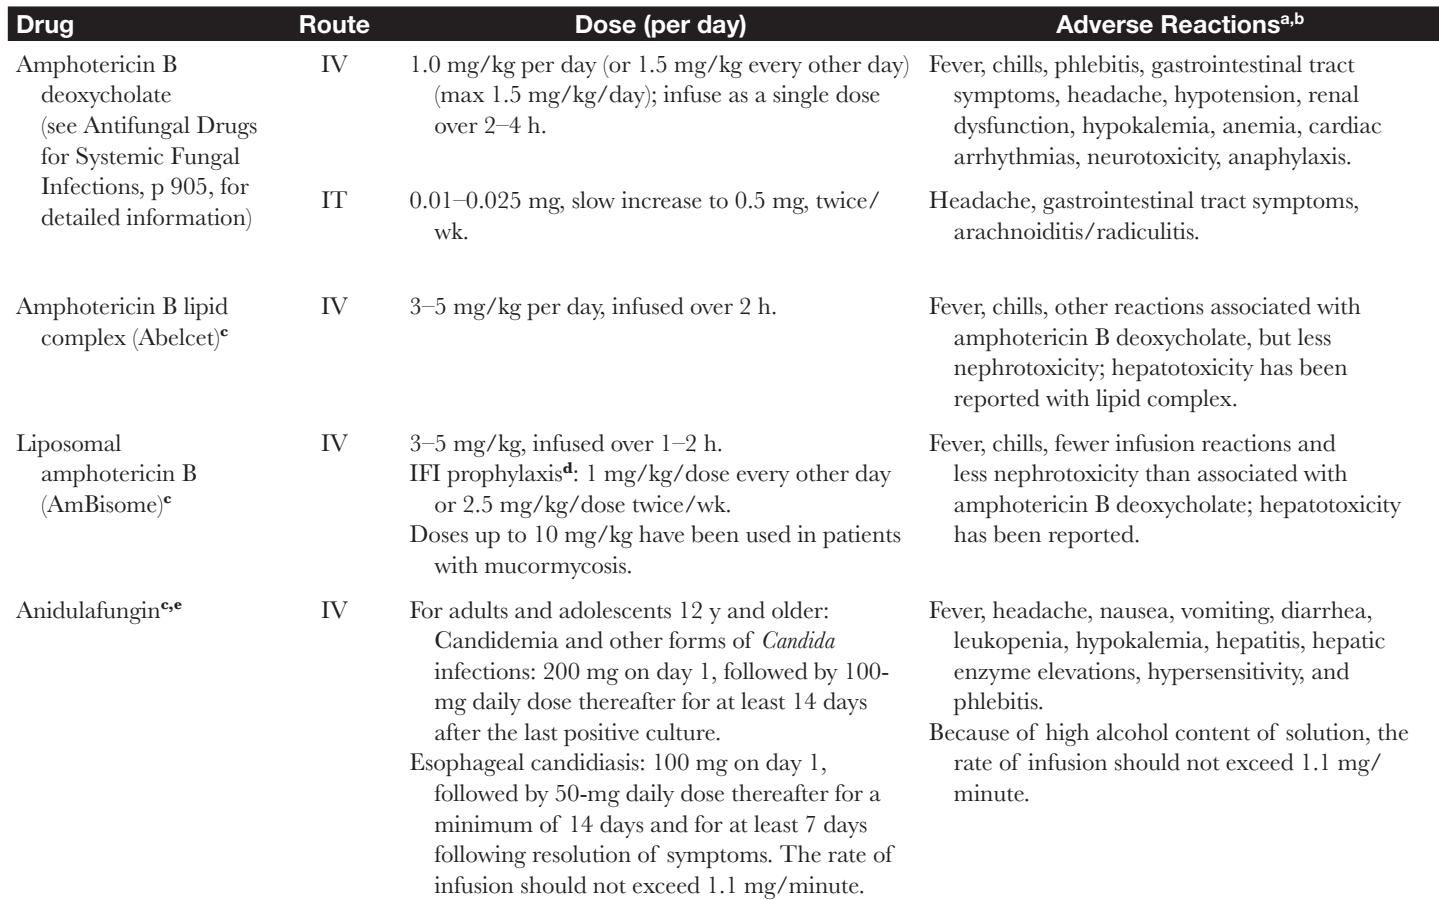 Drug Route Dose (per day) Adverse Reactionsa,b
Amphotericin B
deoxycholate
(see Antifungal Drugs
for Systemic Fungal
Infections, p 905, for
detailed information)
IV
1.0 mg/kg per day (or 1.5 mg/kg every other day)
(max 1.5 mg/kg/day); infuse as a single dose
over 2–4 h.
Fever, chills, phlebitis, gastrointestinal tract
symptoms, headache, hypotension, renal
dysfunction, hypokalemia, anemia, cardiac
arrhythmias, neurotoxicity, anaphylaxis.
IT
0.01–0.025 mg, slow increase to 0.5 mg, twice/
wk.
Headache, gastrointestinal tract symptoms,
arachnoiditis/radiculitis.
Amphotericin B lipid
complex (Abelcet)c
IV
3–5 mg/kg per day, infused over 2 h.
Fever, chills, other reactions associated with
amphotericin B deoxycholate, but less
nephrotoxicity; hepatotoxicity has been
reported with lipid complex.
Liposomal
amphotericin B
(AmBisome)c
IV
3–5 mg/kg, infused over 1–2 h.
IFI prophylaxisd: 1 mg/kg/dose every other day
or 2.5 mg/kg/dose twice/wk.
Doses up to 10 mg/kg have been used in patients
with mucormycosis.
Fever, chills, fewer infusion reactions and
less nephrotoxicity than associated with
amphotericin B deoxycholate; hepatotoxicity
has been reported.
Anidulafunginc,e
IV
For adults and adolescents 12 y and older:
Candidemia and other forms of Candida
infections: 200 mg on day 1, followed by 100-
mg daily dose thereafter for at least 14 days
after the last positive culture.
Esophageal candidiasis: 100 mg on day 1,
followed by 50-mg daily dose thereafter for a
minimum of 14 days and for at least 7 days
following resolution of symptoms. The rate of
infusion should not exceed 1.1 mg/minute.
Fever, headache, nausea, vomiting, diarrhea,
leukopenia, hypokalemia, hepatitis, hepatic
enzyme elevations, hypersensitivity, and
phlebitis.
Because of high alcohol content of solution, the
rate of infusion should not exceed 1.1 mg/
minute.